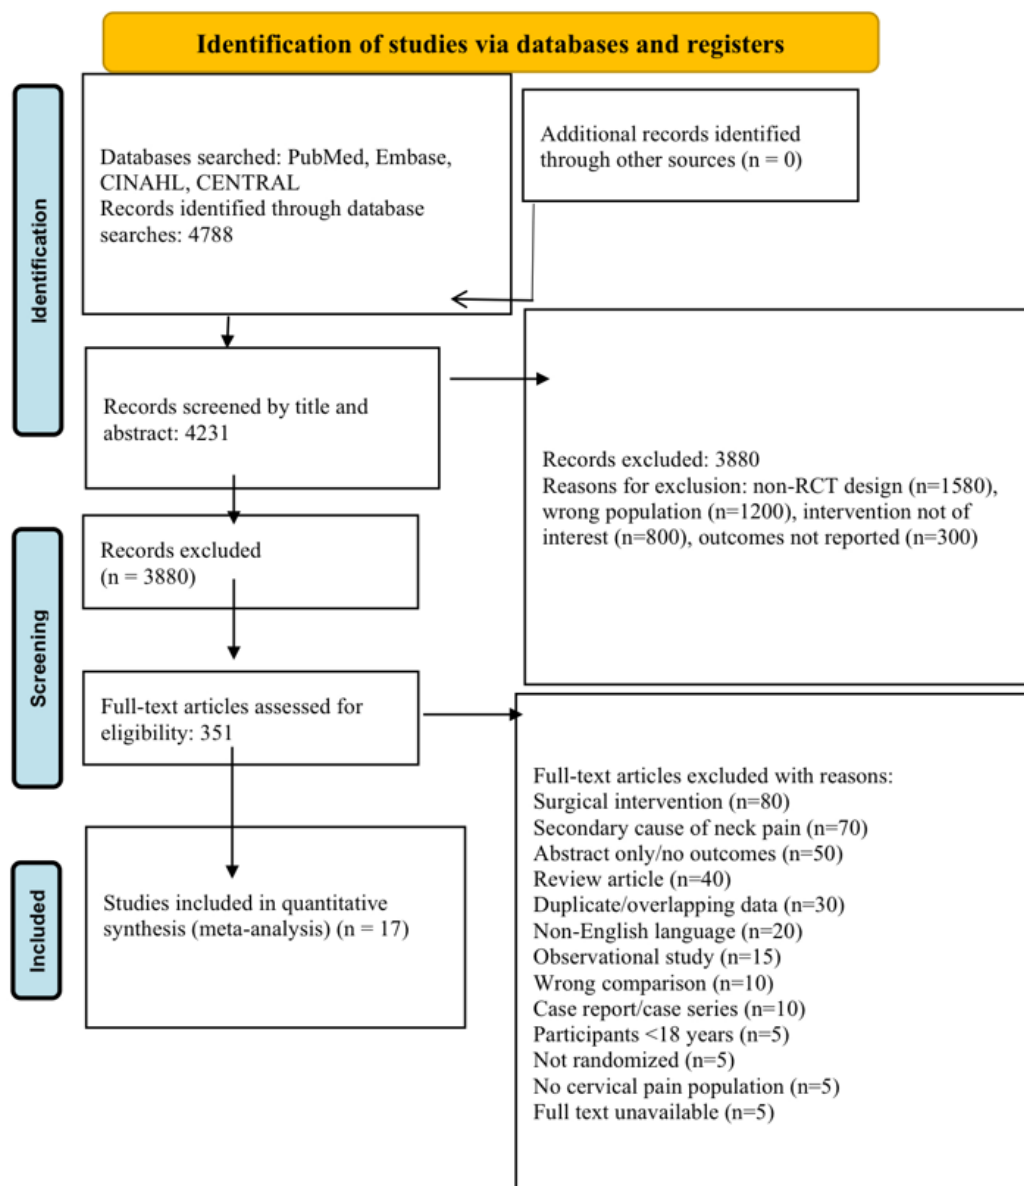 Identification of studies via databases and registers
Identification
Databases searched: PubMed, Embase,
CINAHL, CENTRAL
Records identified through database
searches: 4788
Additional records identified
through other sources (n = 0)
Records screened by title and
abstract: 4231
Records excluded: 3880
Reasons for exclusion: non-RCT design (n=1580),
wrong population (n=1200), intervention not of
interest (n=800), outcomes not reported (n=300)
Screening
Records excluded
(n = 3880)
Full-text articles assessed for
eligibility: 351
Full-text articles excluded with reasons:
Surgical intervention (n=80)
Secondary cause of neck pain (n=70)
Abstract only/no outcomes (n=50)
Review article (n=40)
Duplicate/overlapping data (n=30)
Non-English language (n=20)
Observational study (n=15)
Wrong comparison (n=10)
Case report/case series (n=10)
Participants <18 years (n=5)
Not randomized (n=5)
No cervical pain population (n=5)
Full text unavailable (n=5)
Included
Studies included in quantitative
synthesis (meta-analysis) (n = 17)